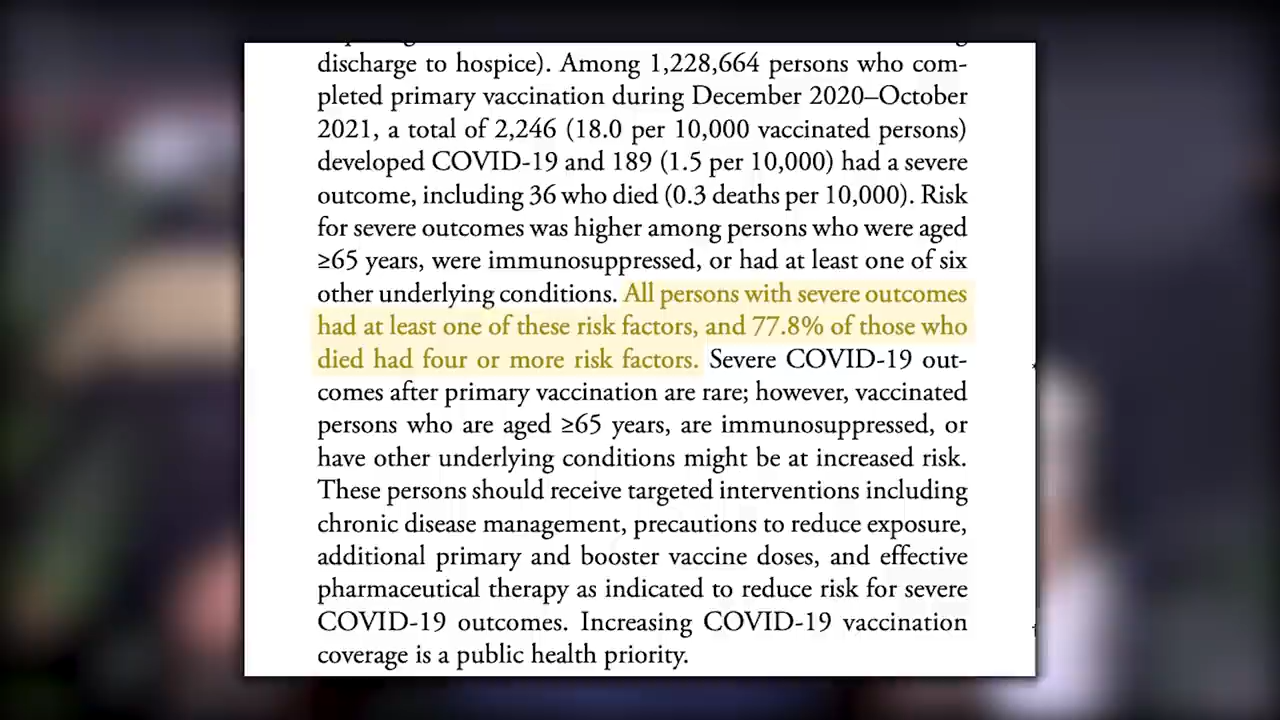 discharge to hospice). Among 1,228,664 persons who com-
pleted primary vaccination during December 2020–October
2021, a total of 2,246 (18.0 per 10,000 vaccinated persons)
developed COVID-19 and 189 (1.5 per 10,000) had a severe
outcome, including 36 who died (0.3 deaths per 10,000). Risk
for severe outcomes was higher among persons who were aged
≥65 years, were immunosuppressed, or had at least one of six
other underlying conditions. All persons with severe outcomes
had at least one of these risk factors, and 77.8% of those who
died had four or more risk factors. Severe COVID-19 out-
comes after primary vaccination are rare; however, vaccinated
persons who are aged ≥65 years, are immunosuppressed, or
have other underlying conditions might be at increased risk.
These persons should receive targeted interventions including
chronic disease management, precautions to reduce exposure,
additional primary and booster vaccine doses, and effective
pharmaceutical therapy as indicated to reduce risk for severe
COVID-19 outcomes. Increasing COVID-19 vaccination
coverage is a public health priority.